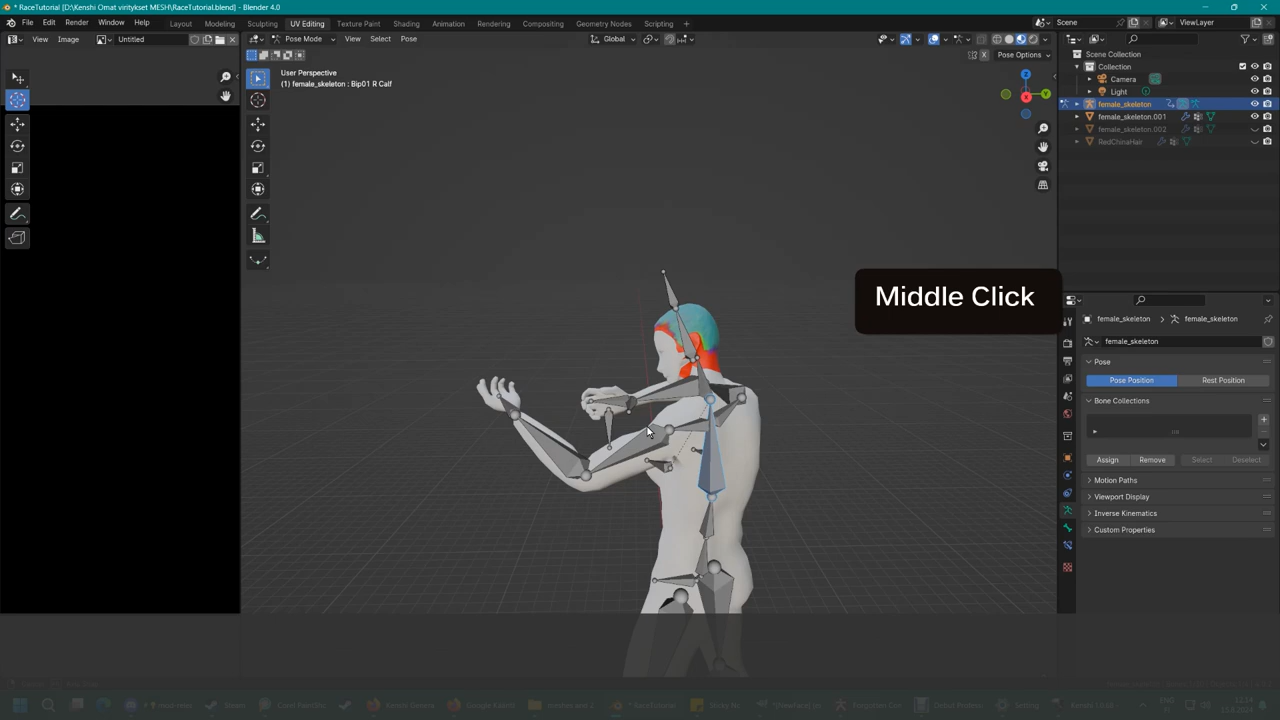 * RaceTutorial [D:\Kenshi Omat viritykset MESH\RaceTutorial.blend] - Blender 4.0
File Edit Render Window Help Layout Modeling Sculpting UV Editing Texture Paint Shading Animation Rendering Compositing Geometry Nodes Scripting + Scene ViewLayer
View Image Untitled Pose Mode View Select Pose Global
Pose Options
Scene Collection
Collection
Camera
Light
female_skeleton
female_skeleton.001
female_skeleton.002
RedChinaHair
User Perspective
(1) female_skeleton : Bip01 R Calf
X
Z
Y
X
Middle Click
female_skeleton > female_skeleton
female_skeleton
Pose
Pose Position Rest Position
Bone Collections
Assign Remove Select Deselect
Motion Paths
Viewport Display
Inverse Kinematics
Custom Properties
Steam